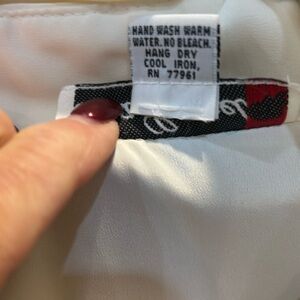 HAND WASH WARM
WATER. NO BLEACH.
HANG DRY
COOL IRON,
RN 77961